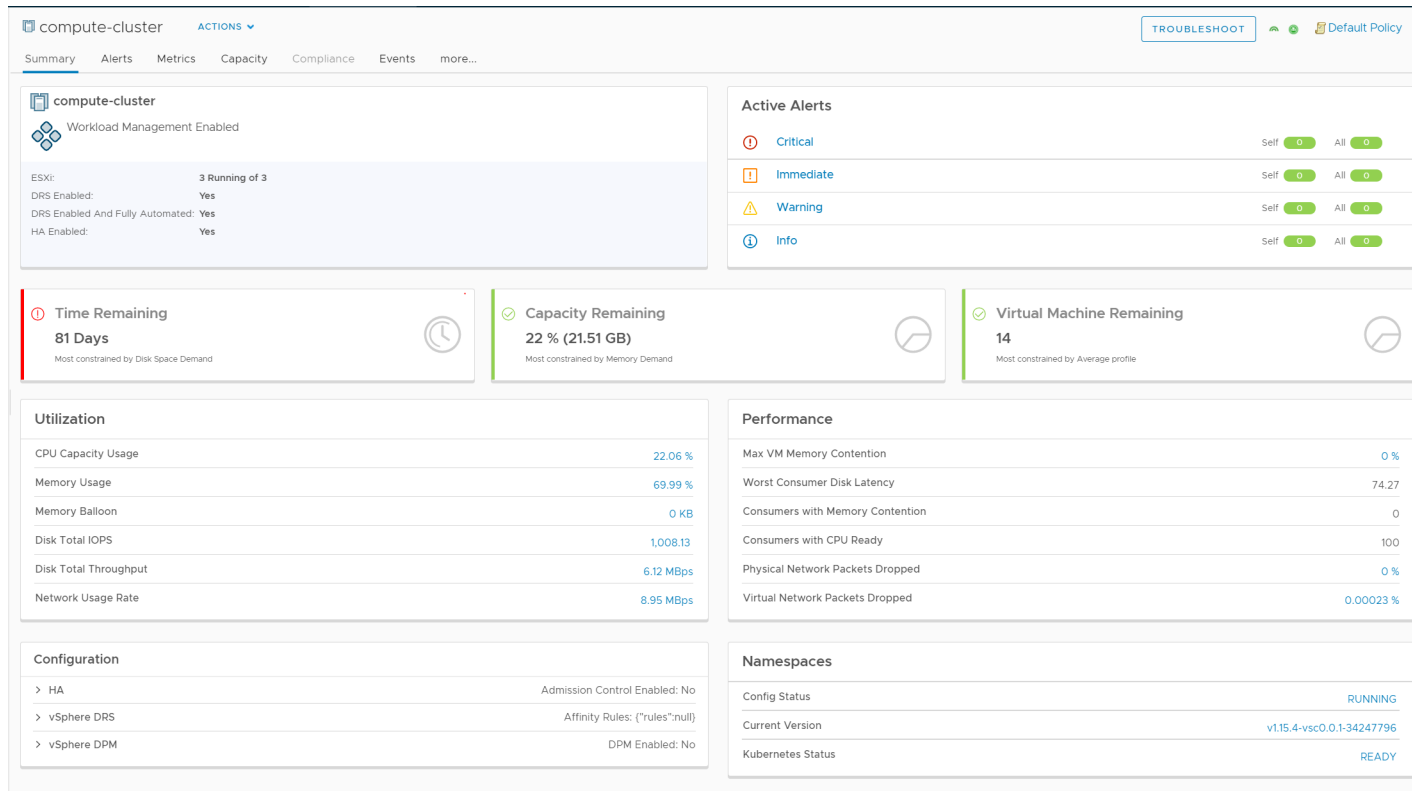 compute-cluster ACTIONS
TROUBLESHOOT Default Policy
Summary Alerts Metrics Capacity Compliance Events more...
compute-cluster
Workload Management Enabled
ESXi: 3 Running of 3
DRS Enabled: Yes
DRS Enabled And Fully Automated: Yes
HA Enabled: Yes
Active Alerts
Critical Self 0 All 0
Immediate Self 0 All 0
Warning Self 0 All 0
Info Self 0 All 0
Time Remaining
81 Days
Most constrained by Disk Space Demand
Capacity Remaining
22 % (21.51 GB)
Most constrained by Memory Demand
Virtual Machine Remaining
14
Most constrained by Average profile
Utilization
CPU Capacity Usage 22.06 %
Memory Usage 69.99 %
Memory Balloon 0 KB
Disk Total IOPS 1,008.13
Disk Total Throughput 6.12 MBps
Network Usage Rate 8.95 MBps
Performance
Max VM Memory Contention 0 %
Worst Consumer Disk Latency 74.27
Consumers with Memory Contention 0
Consumers with CPU Ready 100
Physical Network Packets Dropped 0 %
Virtual Network Packets Dropped 0.00023 %
Configuration
> HA Admission Control Enabled: No
> vSphere DRS Affinity Rules: {"rules":null}
> vSphere DPM DPM Enabled: No
Namespaces
Config Status RUNNING
Current Version v1.15.4-vsc0.0.1-34247796
Kubernetes Status READY